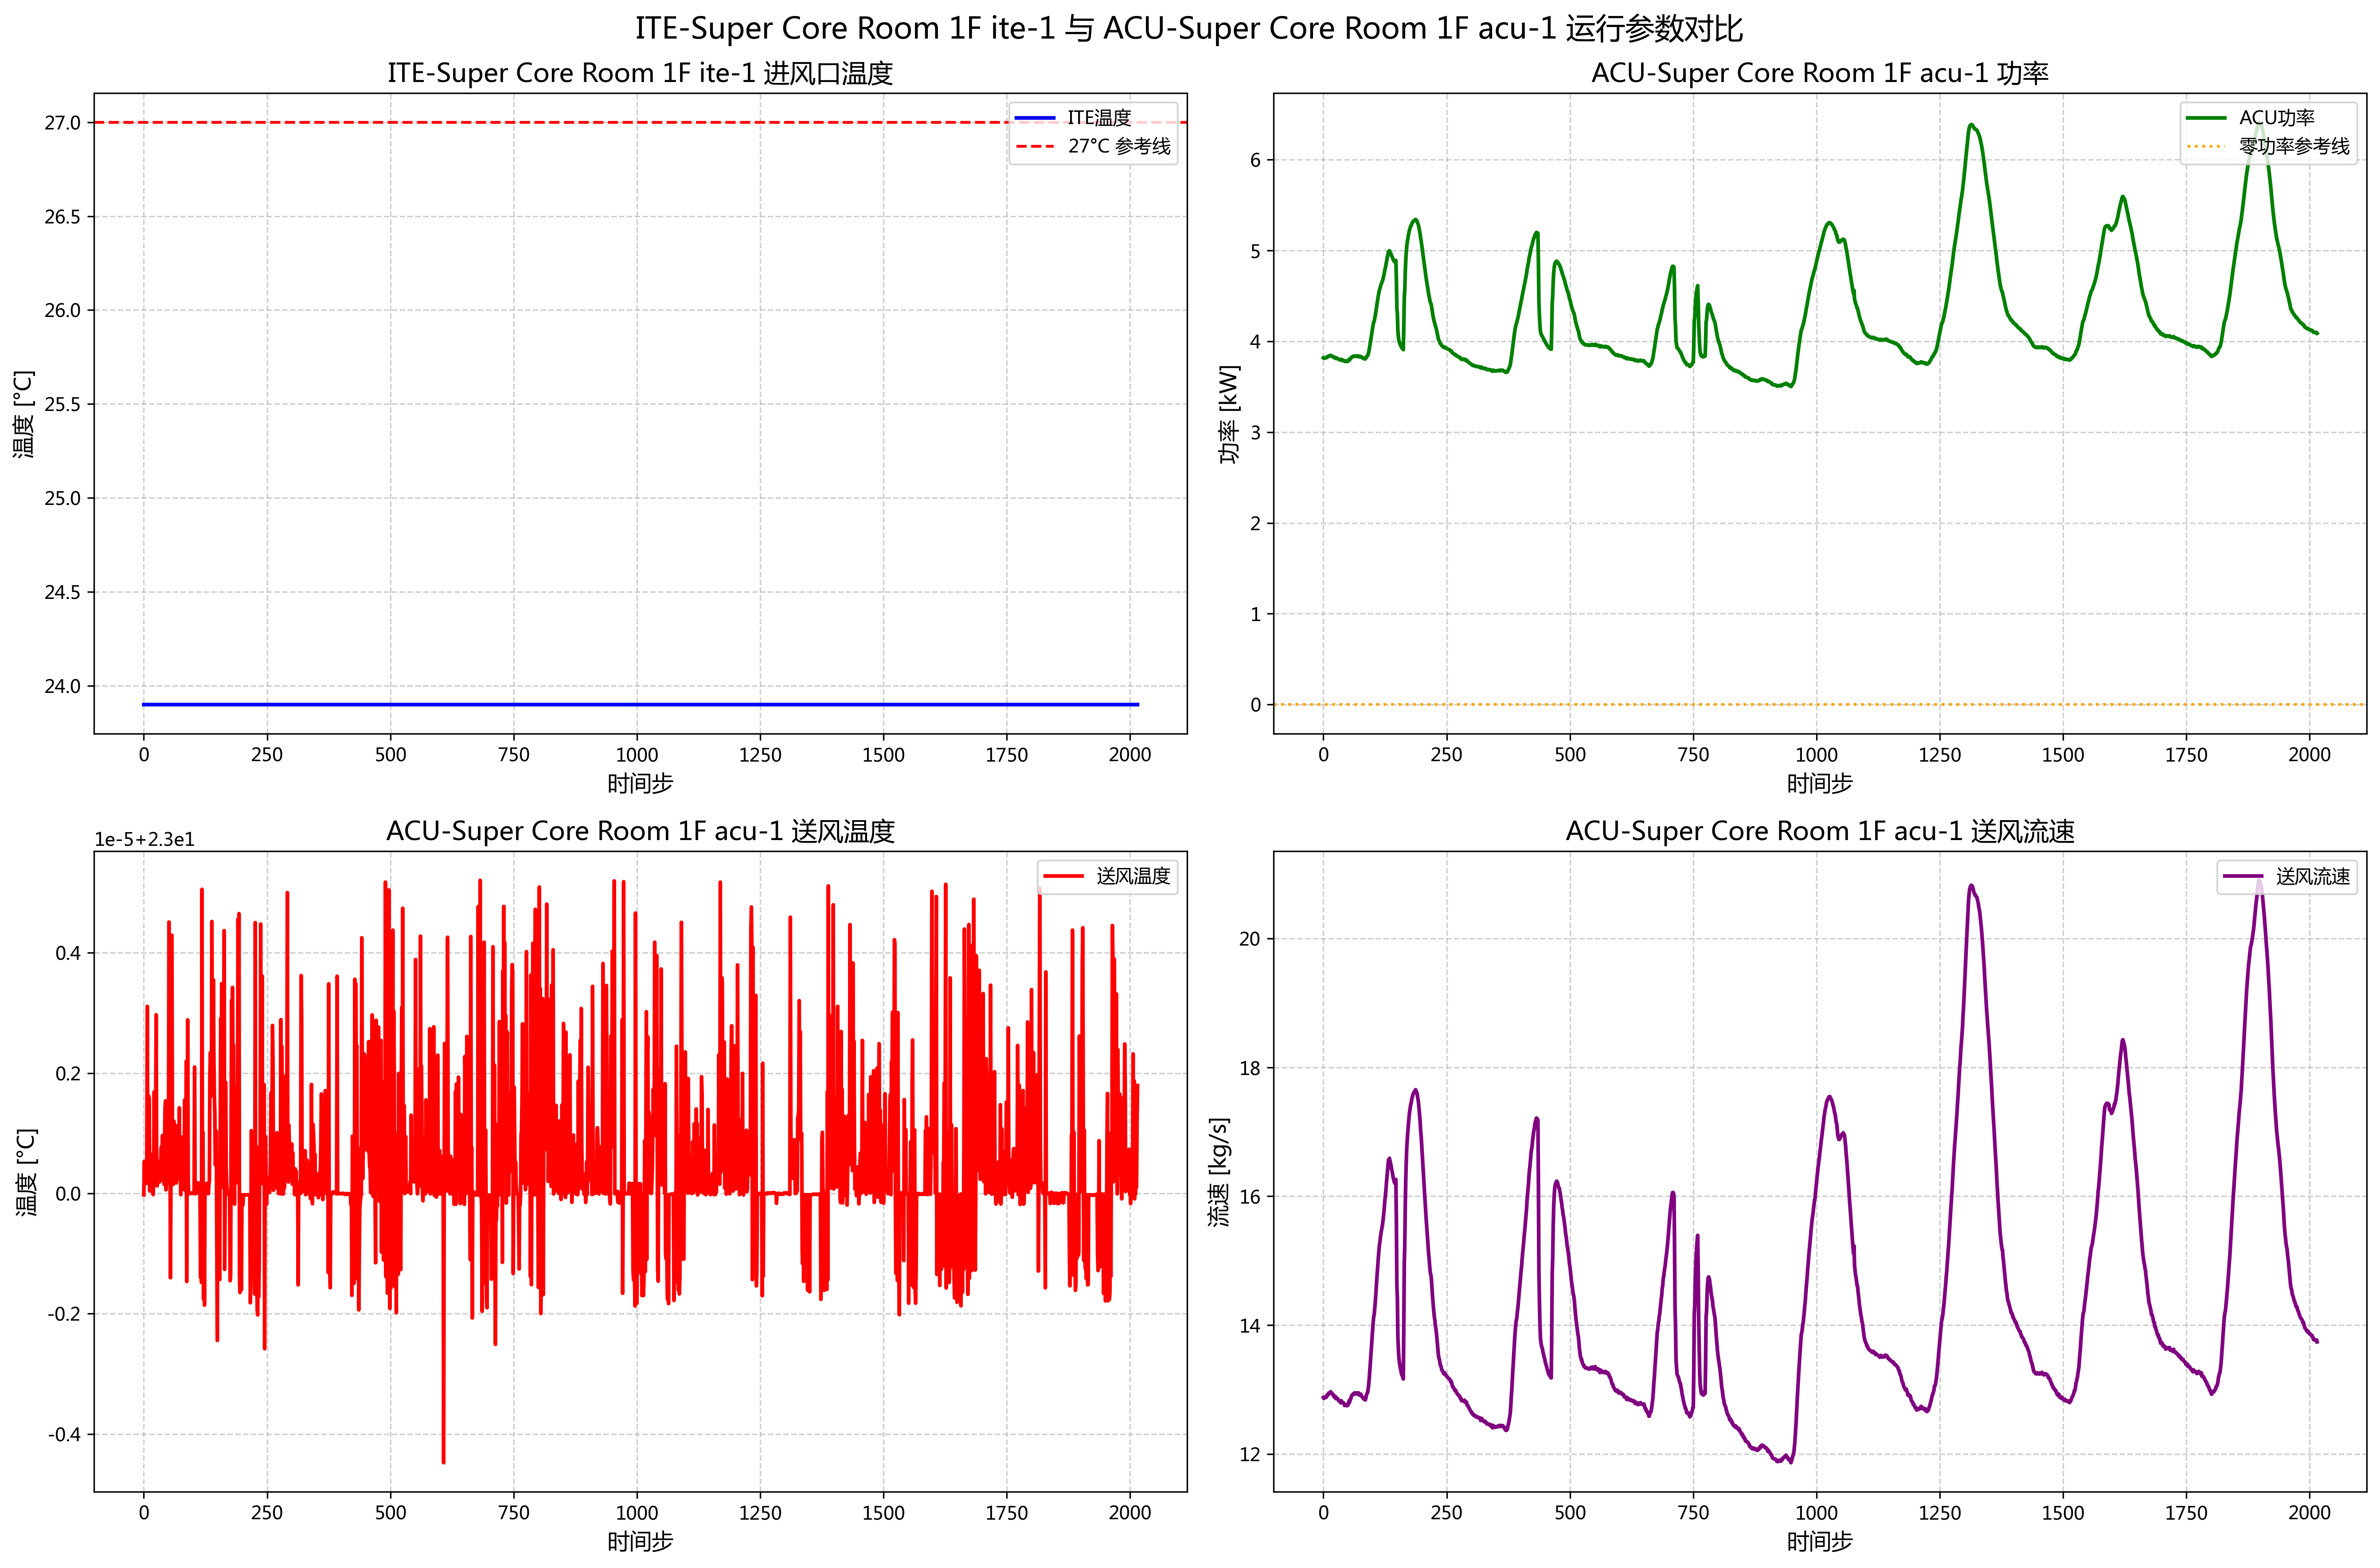 ITE-Super Core Room 1F ite-1 与 ACU-Super Core Room 1F acu-1 运行参数对比
ITE-Super Core Room 1F ite-1 进风口温度
温度 [°C]
27.0
26.5
26.0
25.5
25.0
24.5
24.0
ITE温度
27°C 参考线
0 250 500 750 1000 1250 1500 1750 2000
时间步
ACU-Super Core Room 1F acu-1 功率
功率 [kW]
6
5
4
3
2
1
0
ACU功率
零功率参考线
0 250 500 750 1000 1250 1500 1750 2000
时间步
ACU-Super Core Room 1F acu-1 送风温度
1e-5+2.3e1
温度 [°C]
0.4
0.2
0.0
-0.2
-0.4
送风温度
0 250 500 750 1000 1250 1500 1750 2000
时间步
ACU-Super Core Room 1F acu-1 送风流速
流速 [kg/s]
20
18
16
14
12
送风流速
0 250 500 750 1000 1250 1500 1750 2000
时间步